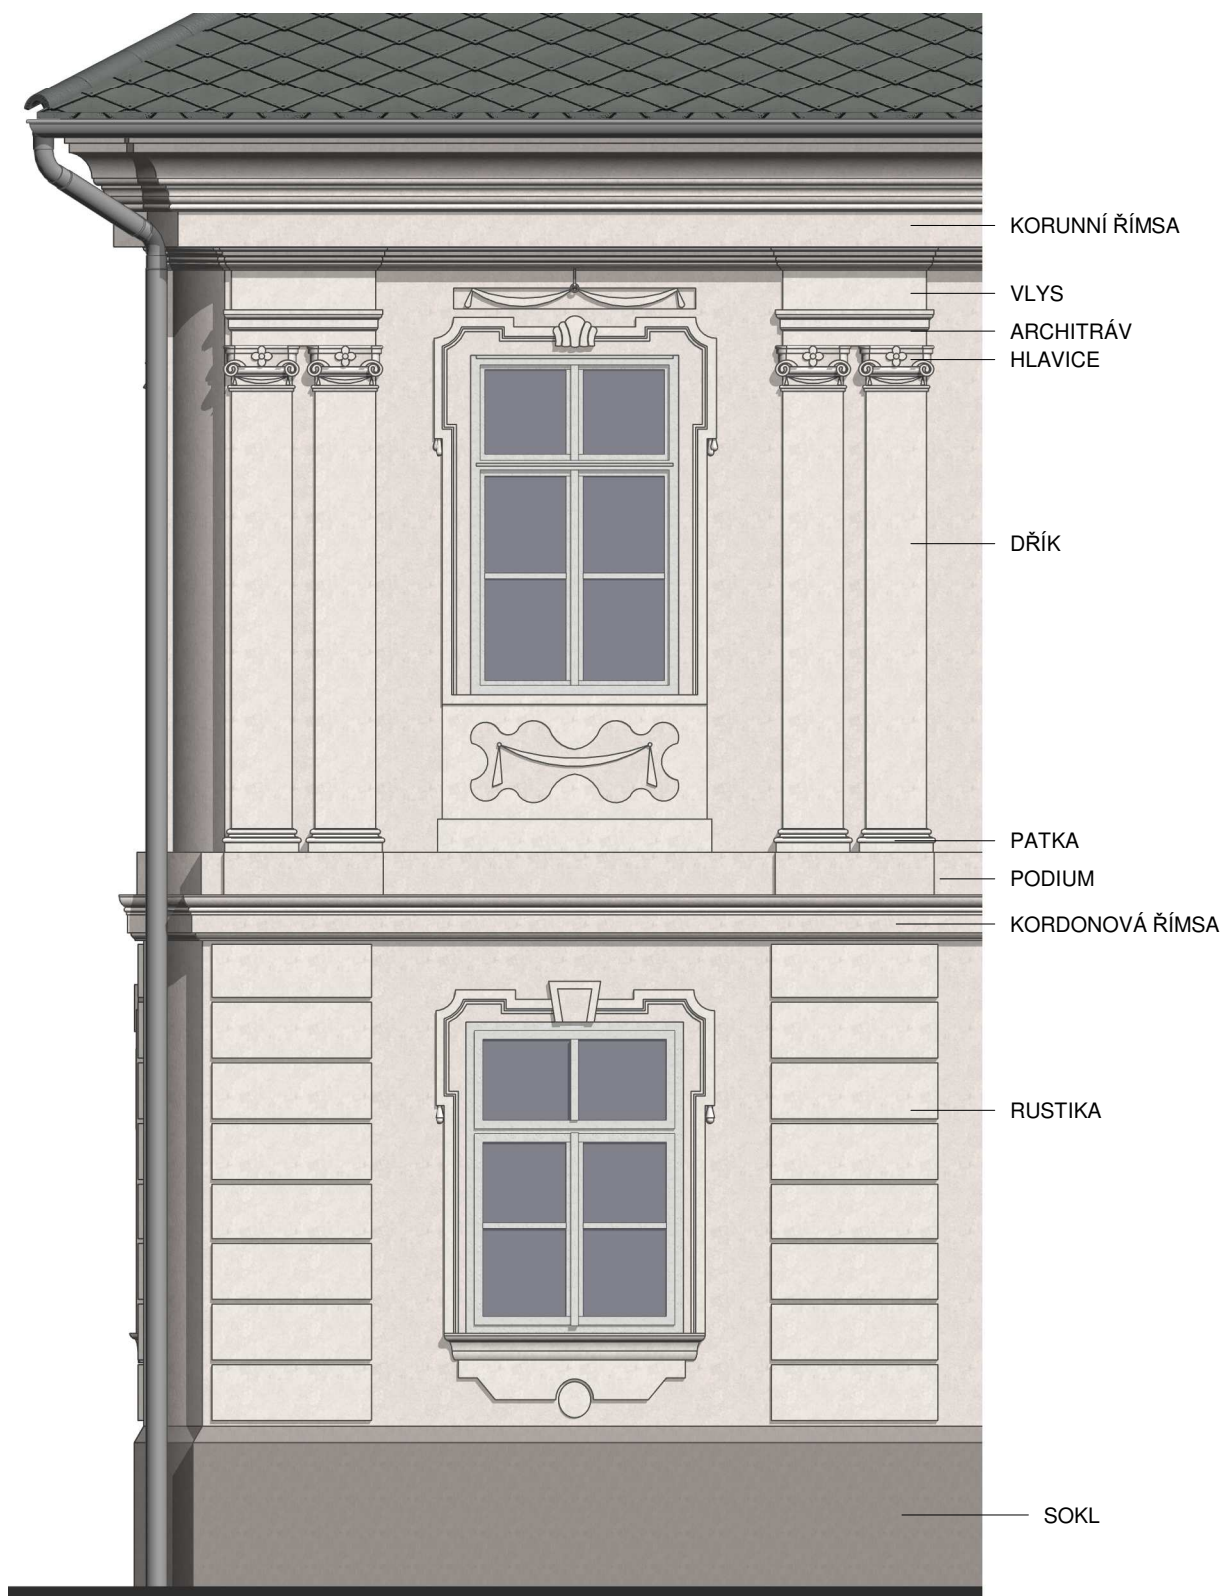 KORUNNÍ ŘÍMSA
VLYS
ARCHITRÁV
HLAVICE
DŘÍK
PATKA
PODIUM
KORDONOVÁ ŘÍMSA
RUSTIKA
SOKL